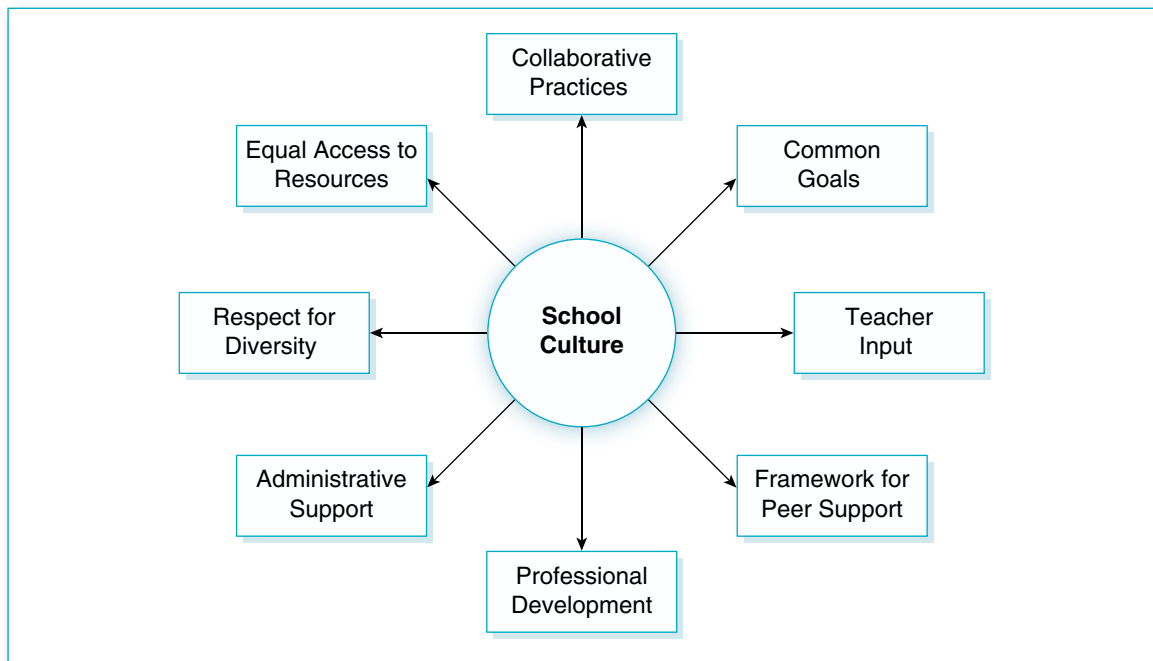 Collaborative
Practices
Equal Access to
Resources
Common
Goals
Respect for
Diversity
School
Culture
Teacher
Input
Administrative
Support
Framework for
Peer Support
Professional
Development